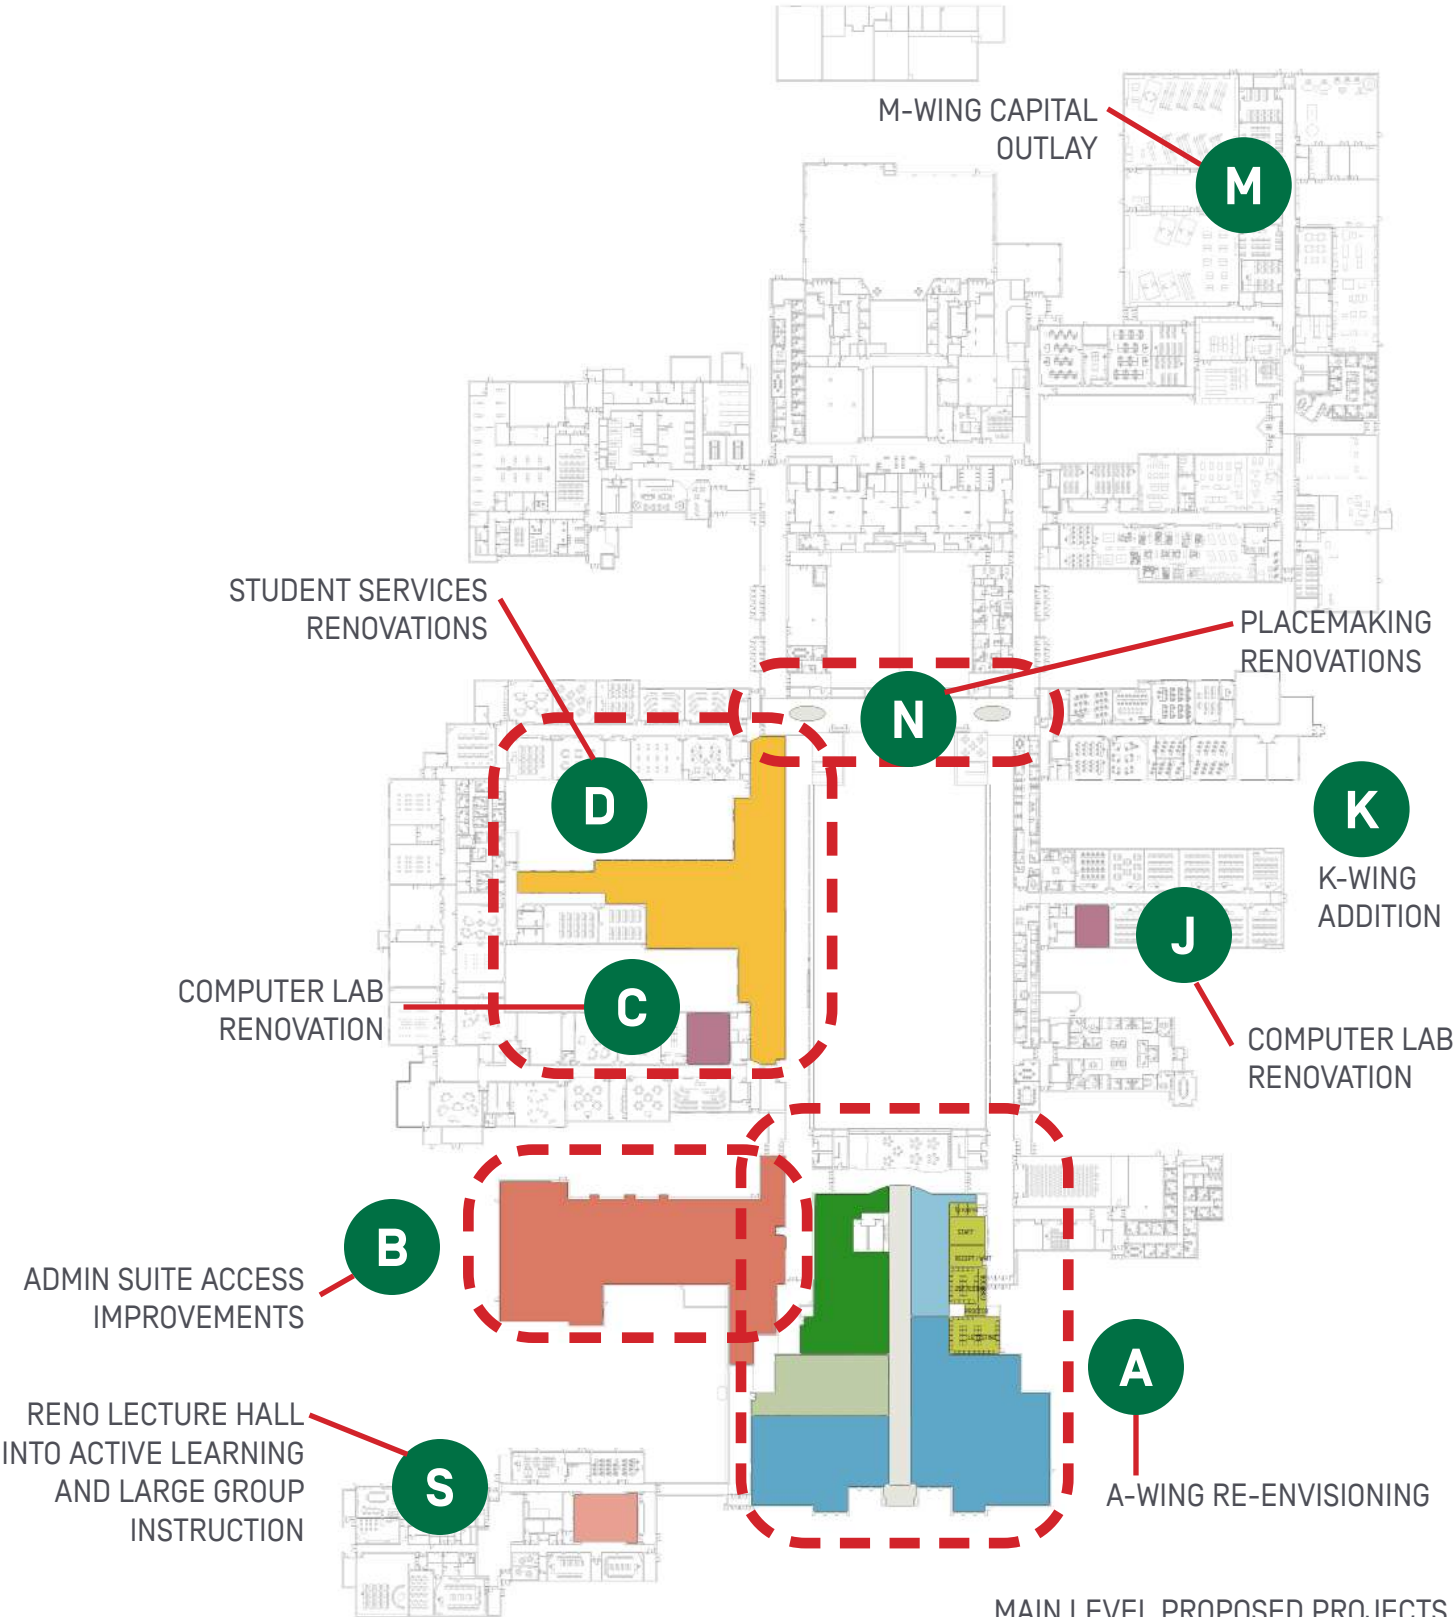 M-WING CAPITAL
OUTLAY
M
STUDENT SERVICES
RENOVATIONS
PLACEMAKING
RENOVATIONS
N
D
K
K-WING
ADDITION
J
COMPUTER LAB
RENOVATION
C
COMPUTER LAB
RENOVATION
B
ADMIN SUITE ACCESS
IMPROVEMENTS
STAFF
A
RENO LECTURE HALL
INTO ACTIVE LEARNING
AND LARGE GROUP
INSTRUCTION
S
A-WING RE-ENVISIONING
MAIN LEVEL PROPOSED PROJECTS